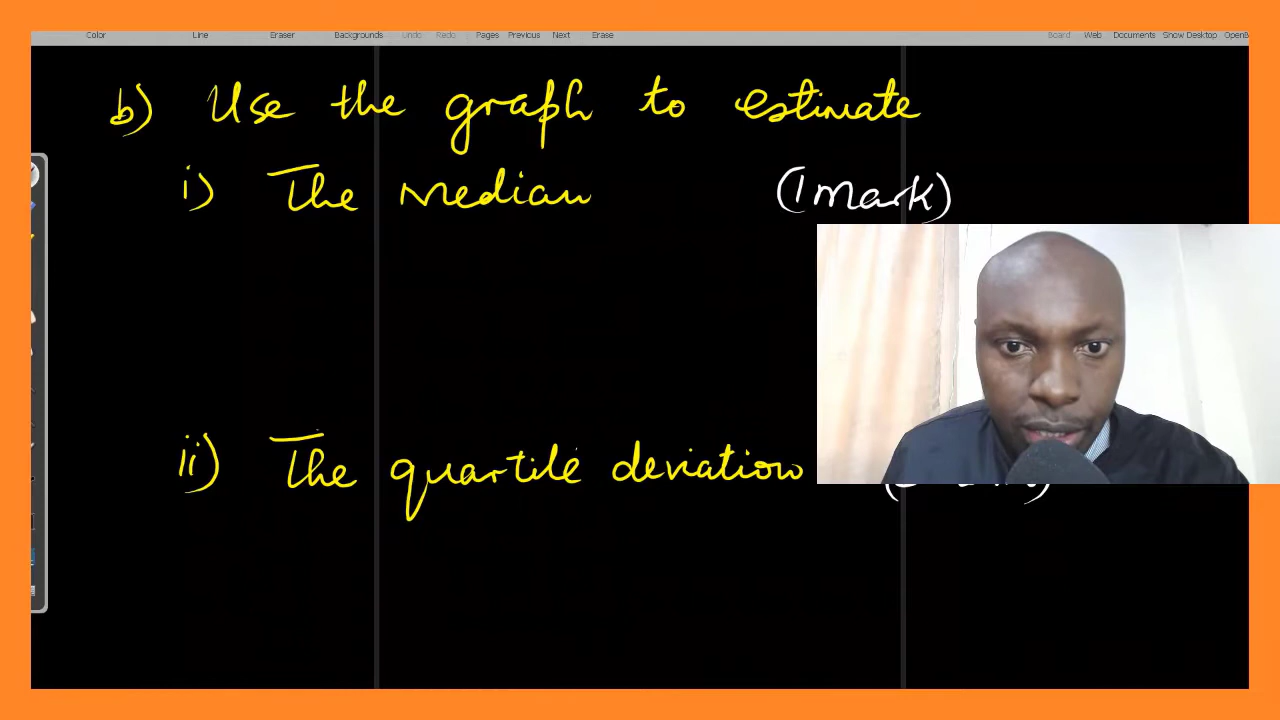 Color Line Eraser Backgrounds Undo Redo Pages Previous Next Erase Board Web Documents Show Desktop
b) Use the graph to estimate
i) The Median (1 mark)
ii) The quartile deviation